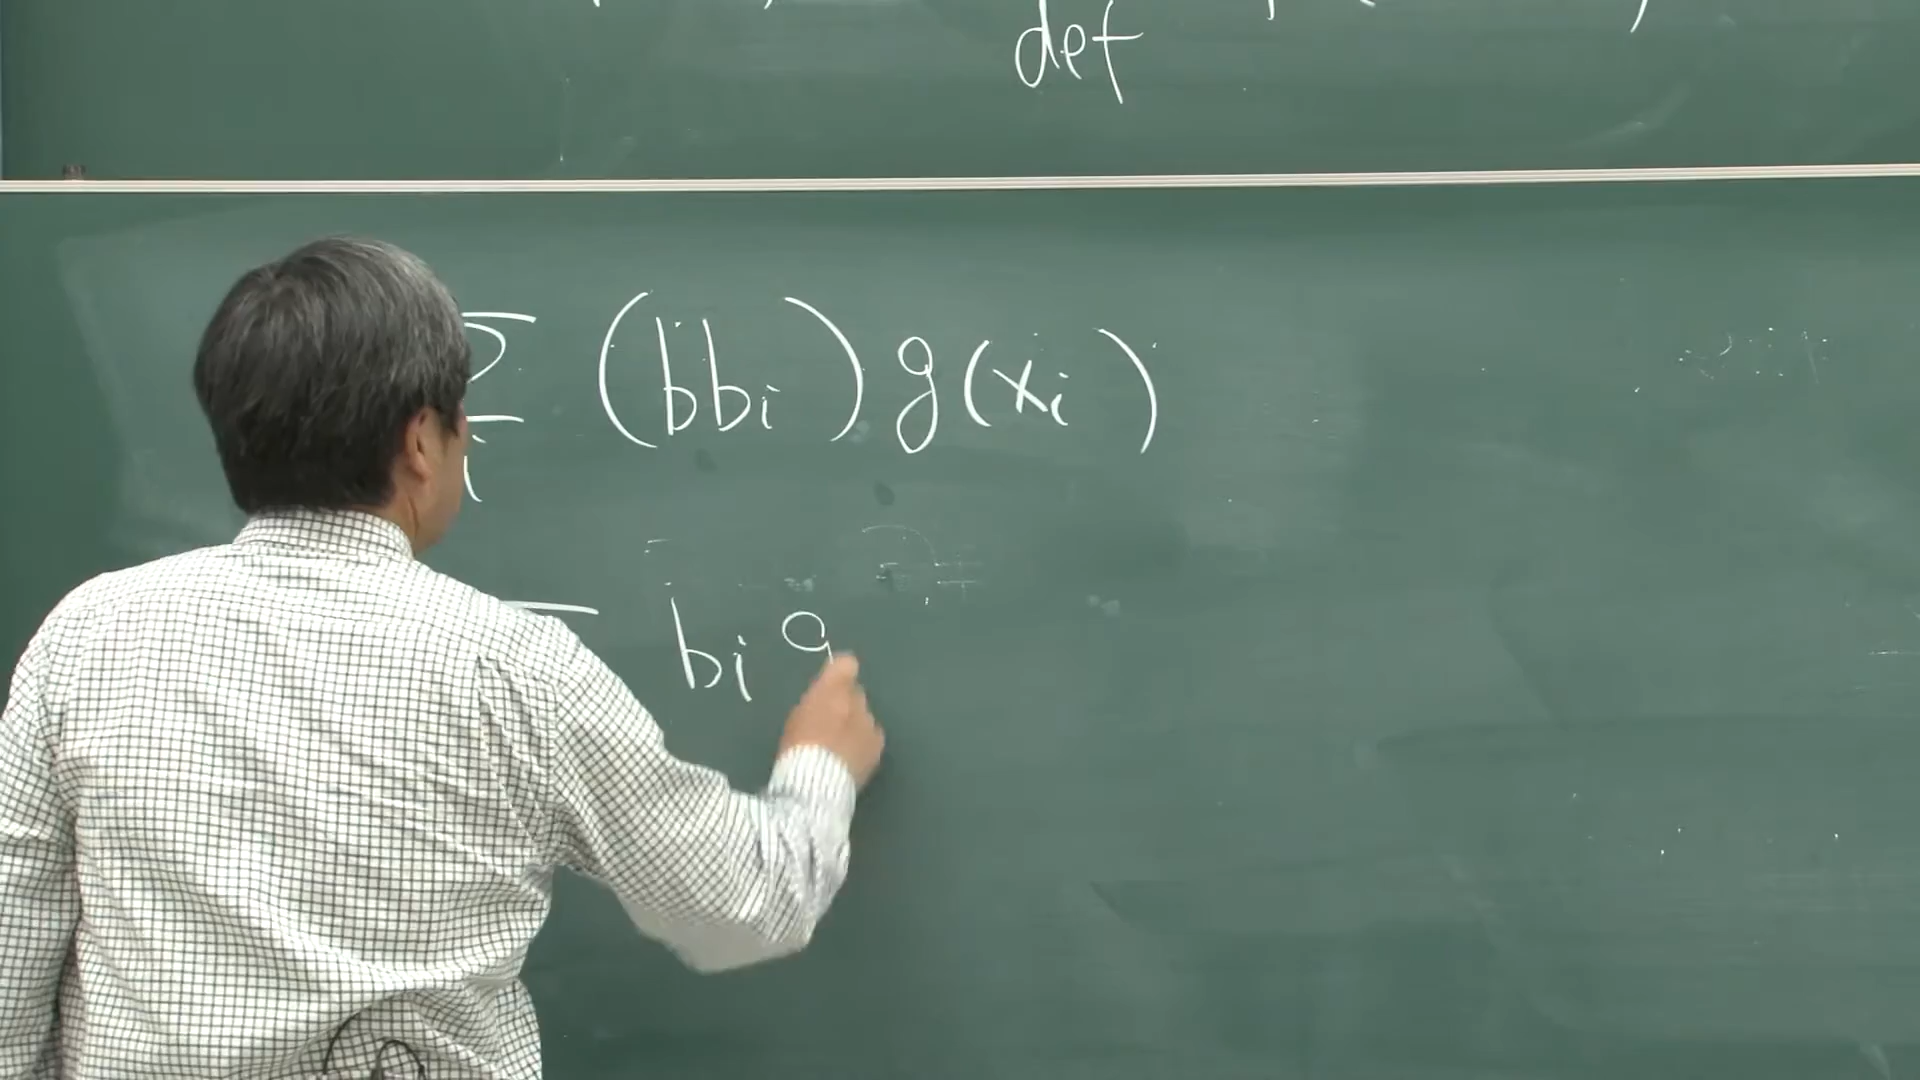 def
Σ (bbi) g(xi)
i
bi g